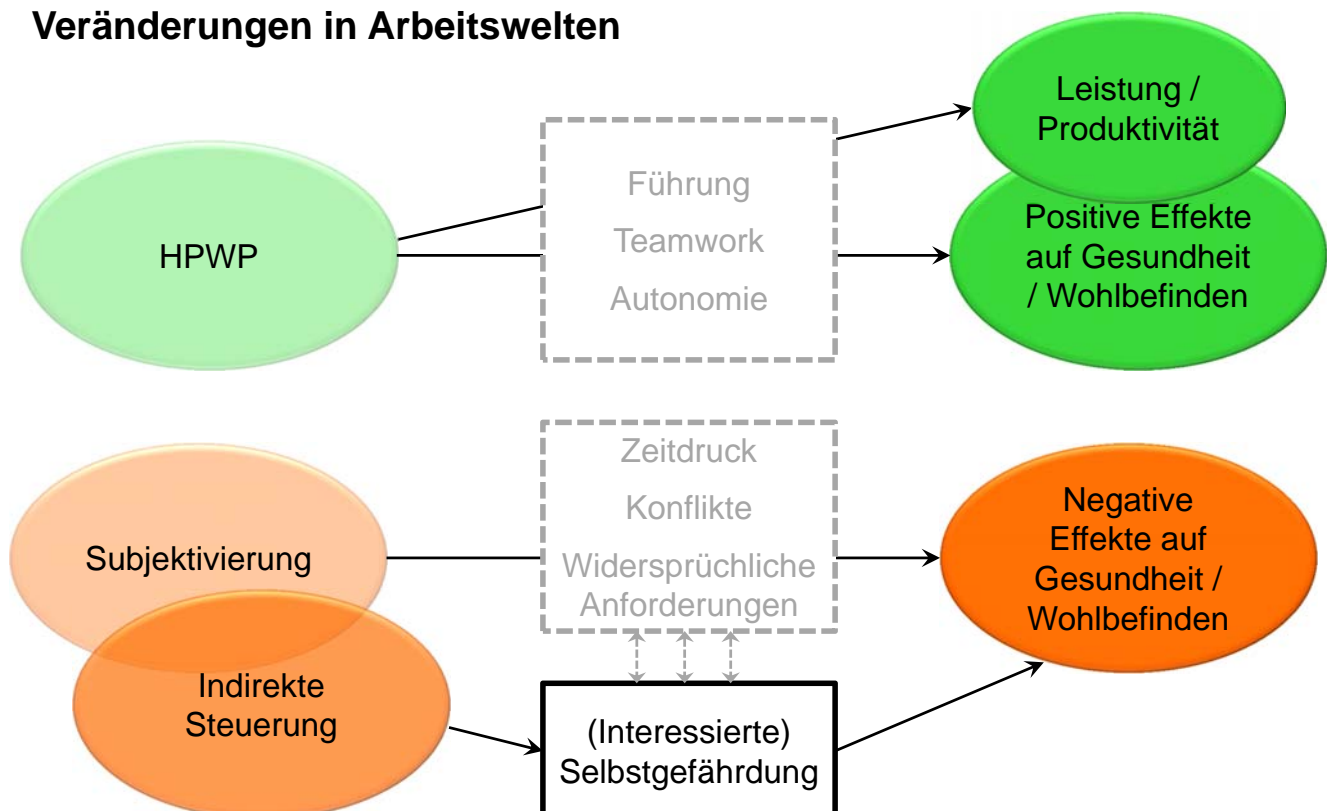 Veränderungen in Arbeitswelten
Leistung /
Produktivität
Führung
Teamwork
Autonomie
HPWP
Positive Effekte
auf Gesundheit
/ Wohlbefinden
Zeitdruck
Konflikte
Widersprüchliche
Anforderungen
Subjektivierung
Negative
Effekte auf
Gesundheit /
Wohlbefinden
Indirekte
Steuerung
(Interessierte)
Selbstgefährdung